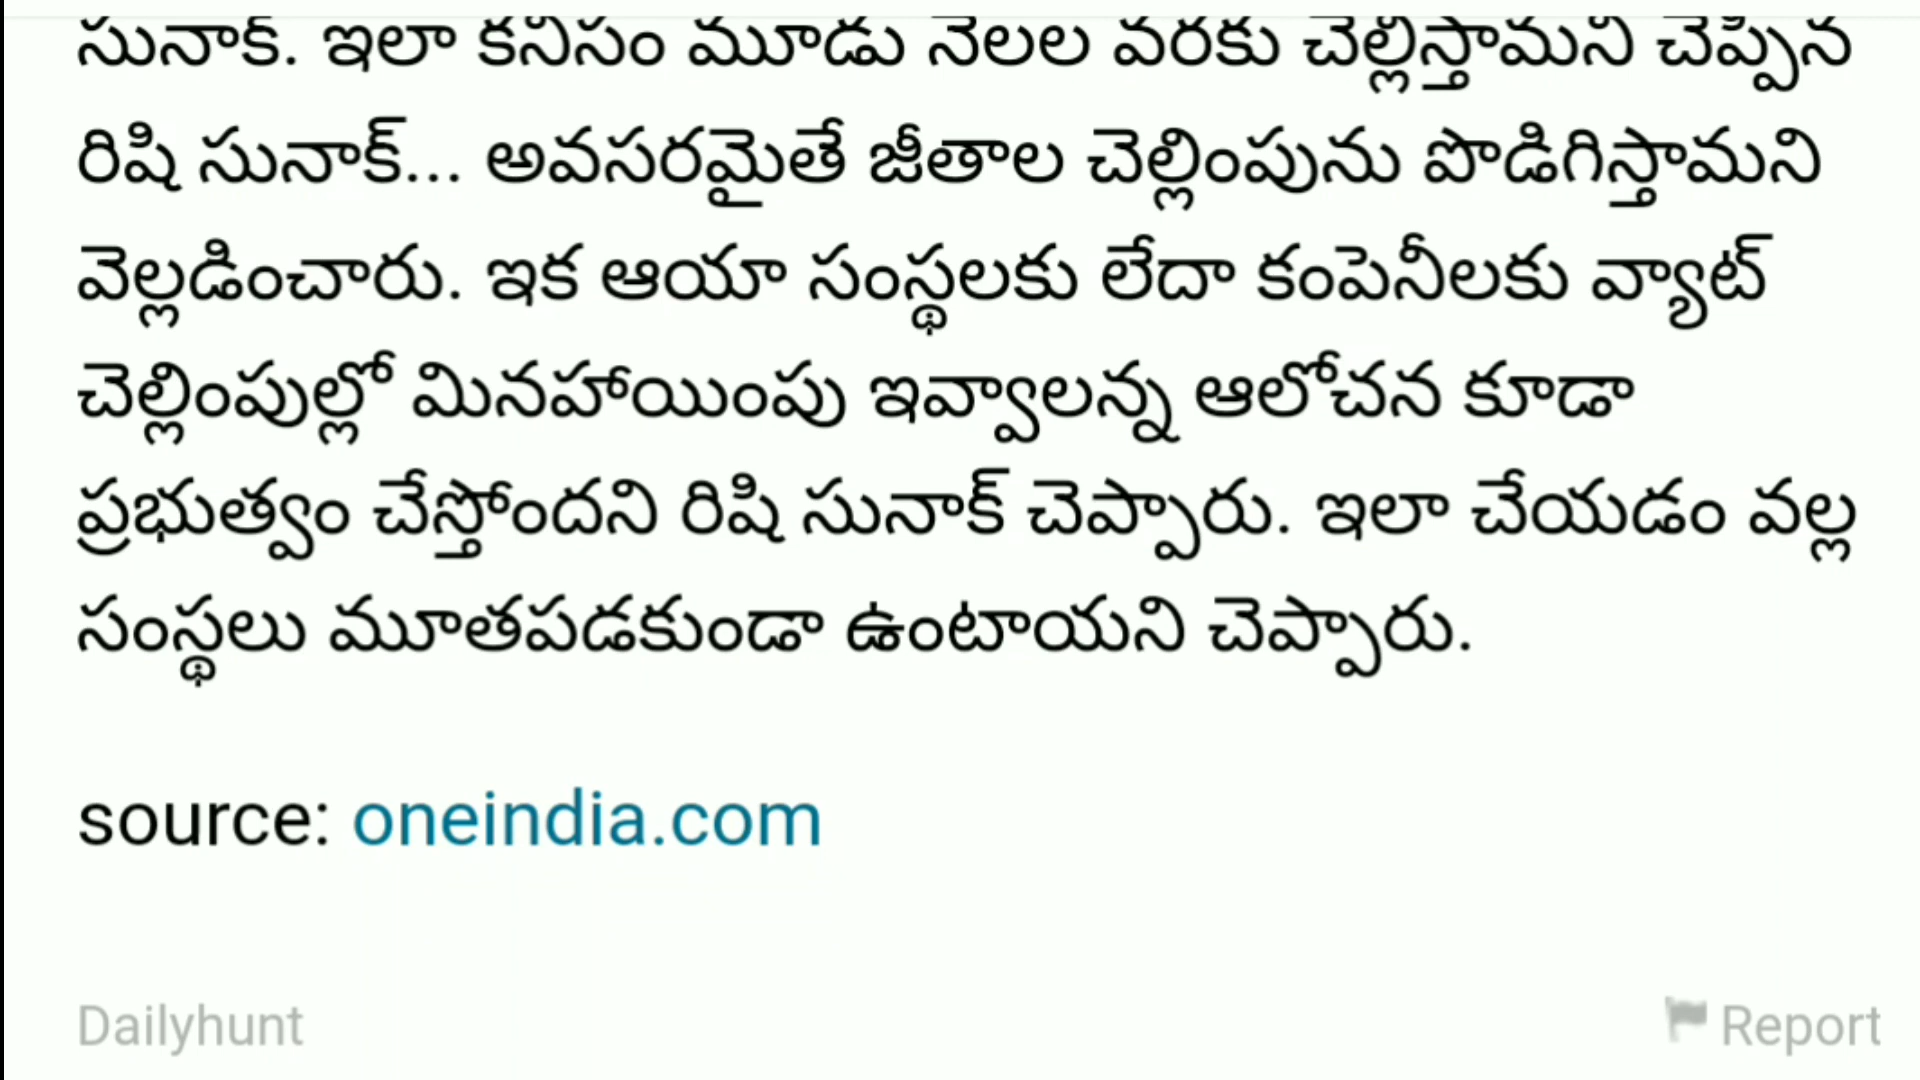 సునాక్. ఇలా కనీసం మూడు నెలల వరకు చెల్లిస్తామని చెప్పిన
రిషి సునాక్... అవసరమైతే జీతాల చెల్లింపును పొడిగిస్తామని
వెల్లడించారు. ఇక ఆయా సంస్థలకు లేదా కంపెనీలకు వ్యాట్
చెల్లింపుల్లో మినహాయింపు ఇవ్వాలన్న ఆలోచన కూడా
ప్రభుత్వం చేస్తోందని రిషి సునాక్ చెప్పారు. ఇలా చేయడం వల్ల
సంస్థలు మూతపడకుండా ఉంటాయని చెప్పారు.
source: oneindia.com
Dailyhunt
Report